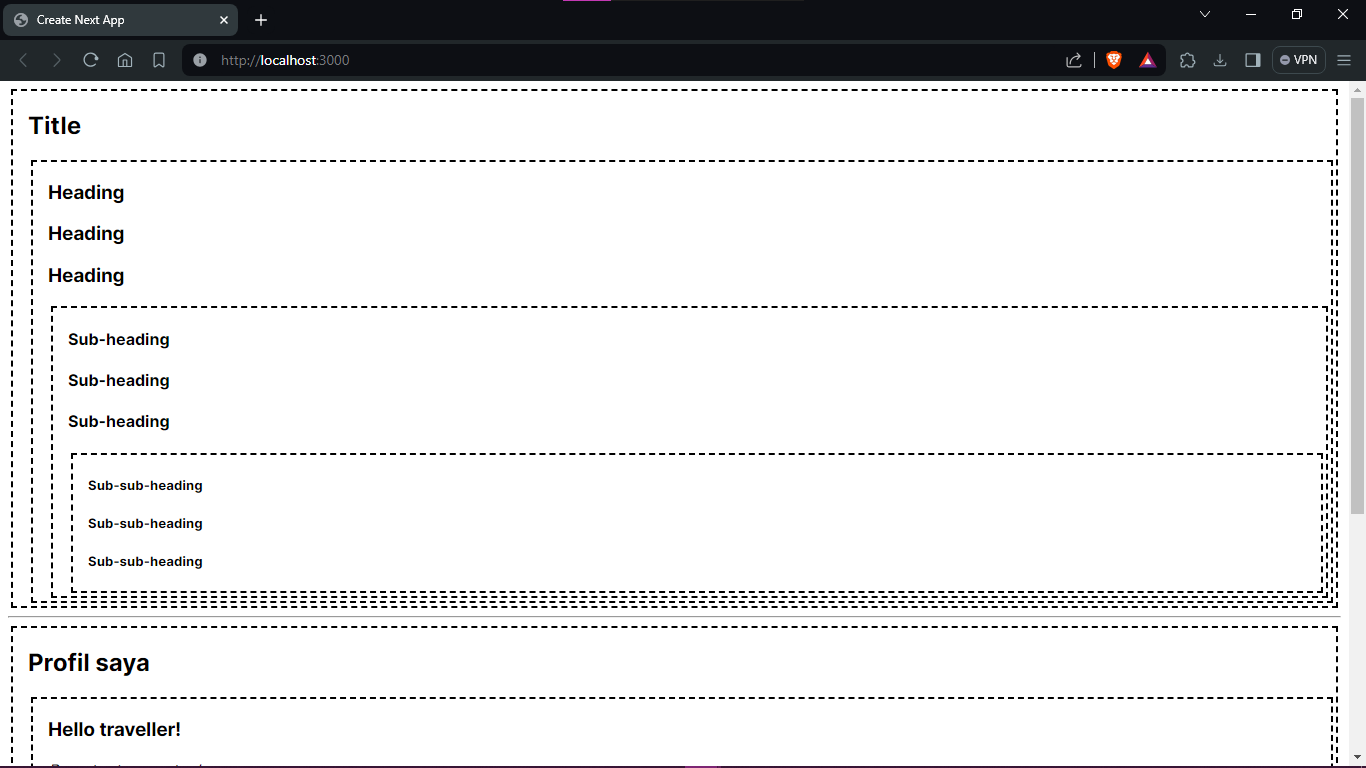 Create Next App
http://localhost:3000
VPN
Title
Heading
Heading
Heading
Sub-heading
Sub-heading
Sub-heading
Sub-sub-heading
Sub-sub-heading
Sub-sub-heading
Profil saya
Hello traveller!